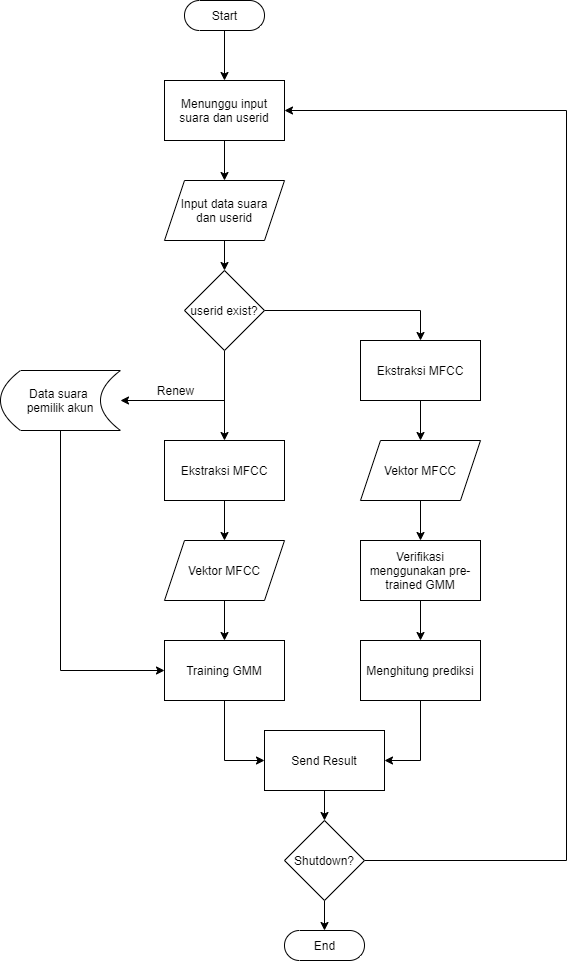 Start
Menunggu input
suara dan userid
Input data suara
dan userid
userid exist?
Ekstraksi MFCC
Renew
Data suara
pemilik akun
Ekstraksi MFCC
Vektor MFCC
Vektor MFCC
Verifikasi
menggunakan pre-
trained GMM
Training GMM
Menghitung prediksi
Send Result
Shutdown?
End